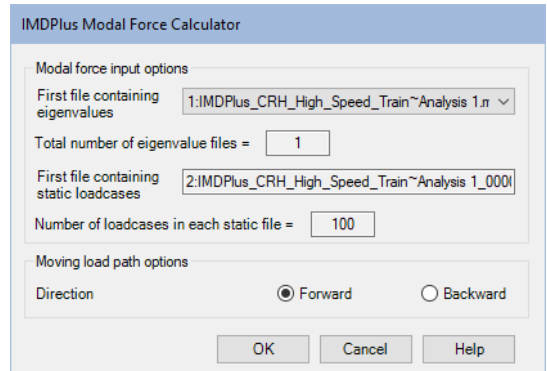 IMDPlus Modal Force Calculator
Modal force input options
First file containing
eigenvalues
1:IMDPlus_CRH_High_Speed_Train~Analysis 1.m
Total number of eigenvalue files =
1
First file containing
static loadcases
2:IMDPlus_CRH_High_Speed_Train~Analysis 1_000
Number of loadcases in each static file =
100
Moving load path options
Direction
Forward
Backward
OK
Cancel
Help